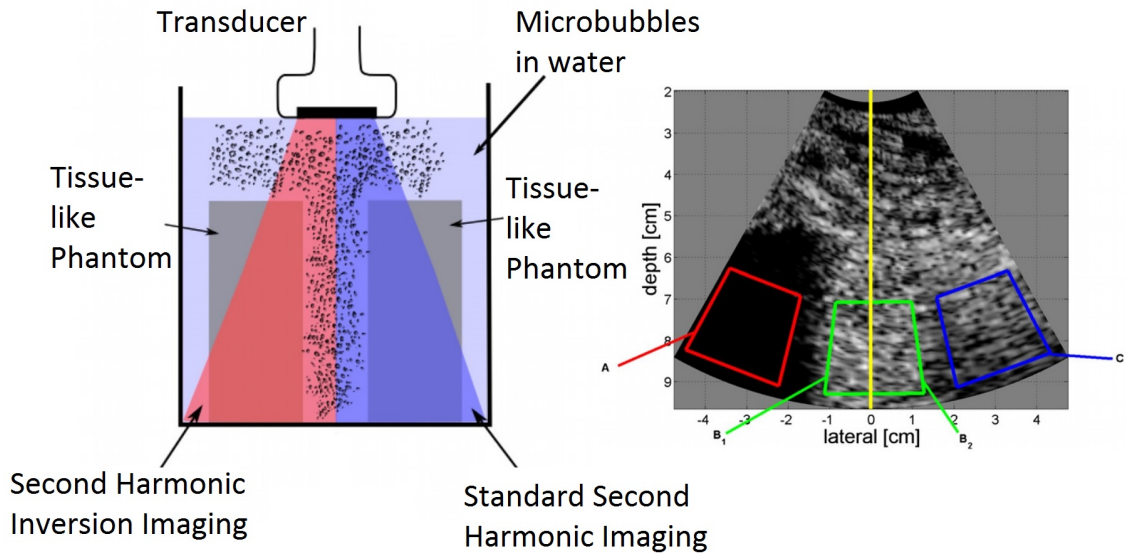 Transducer
Microbubbles
in water
Tissue-
like
Phantom
Tissue-
like
Phantom
Second Harmonic
Inversion Imaging
Standard Second
Harmonic Imaging
depth [cm]
2
3
4
5
6
7
8
9
-4 -3 -2 -1 0 1 2 3 4
lateral [cm]
A
B1
B2
C